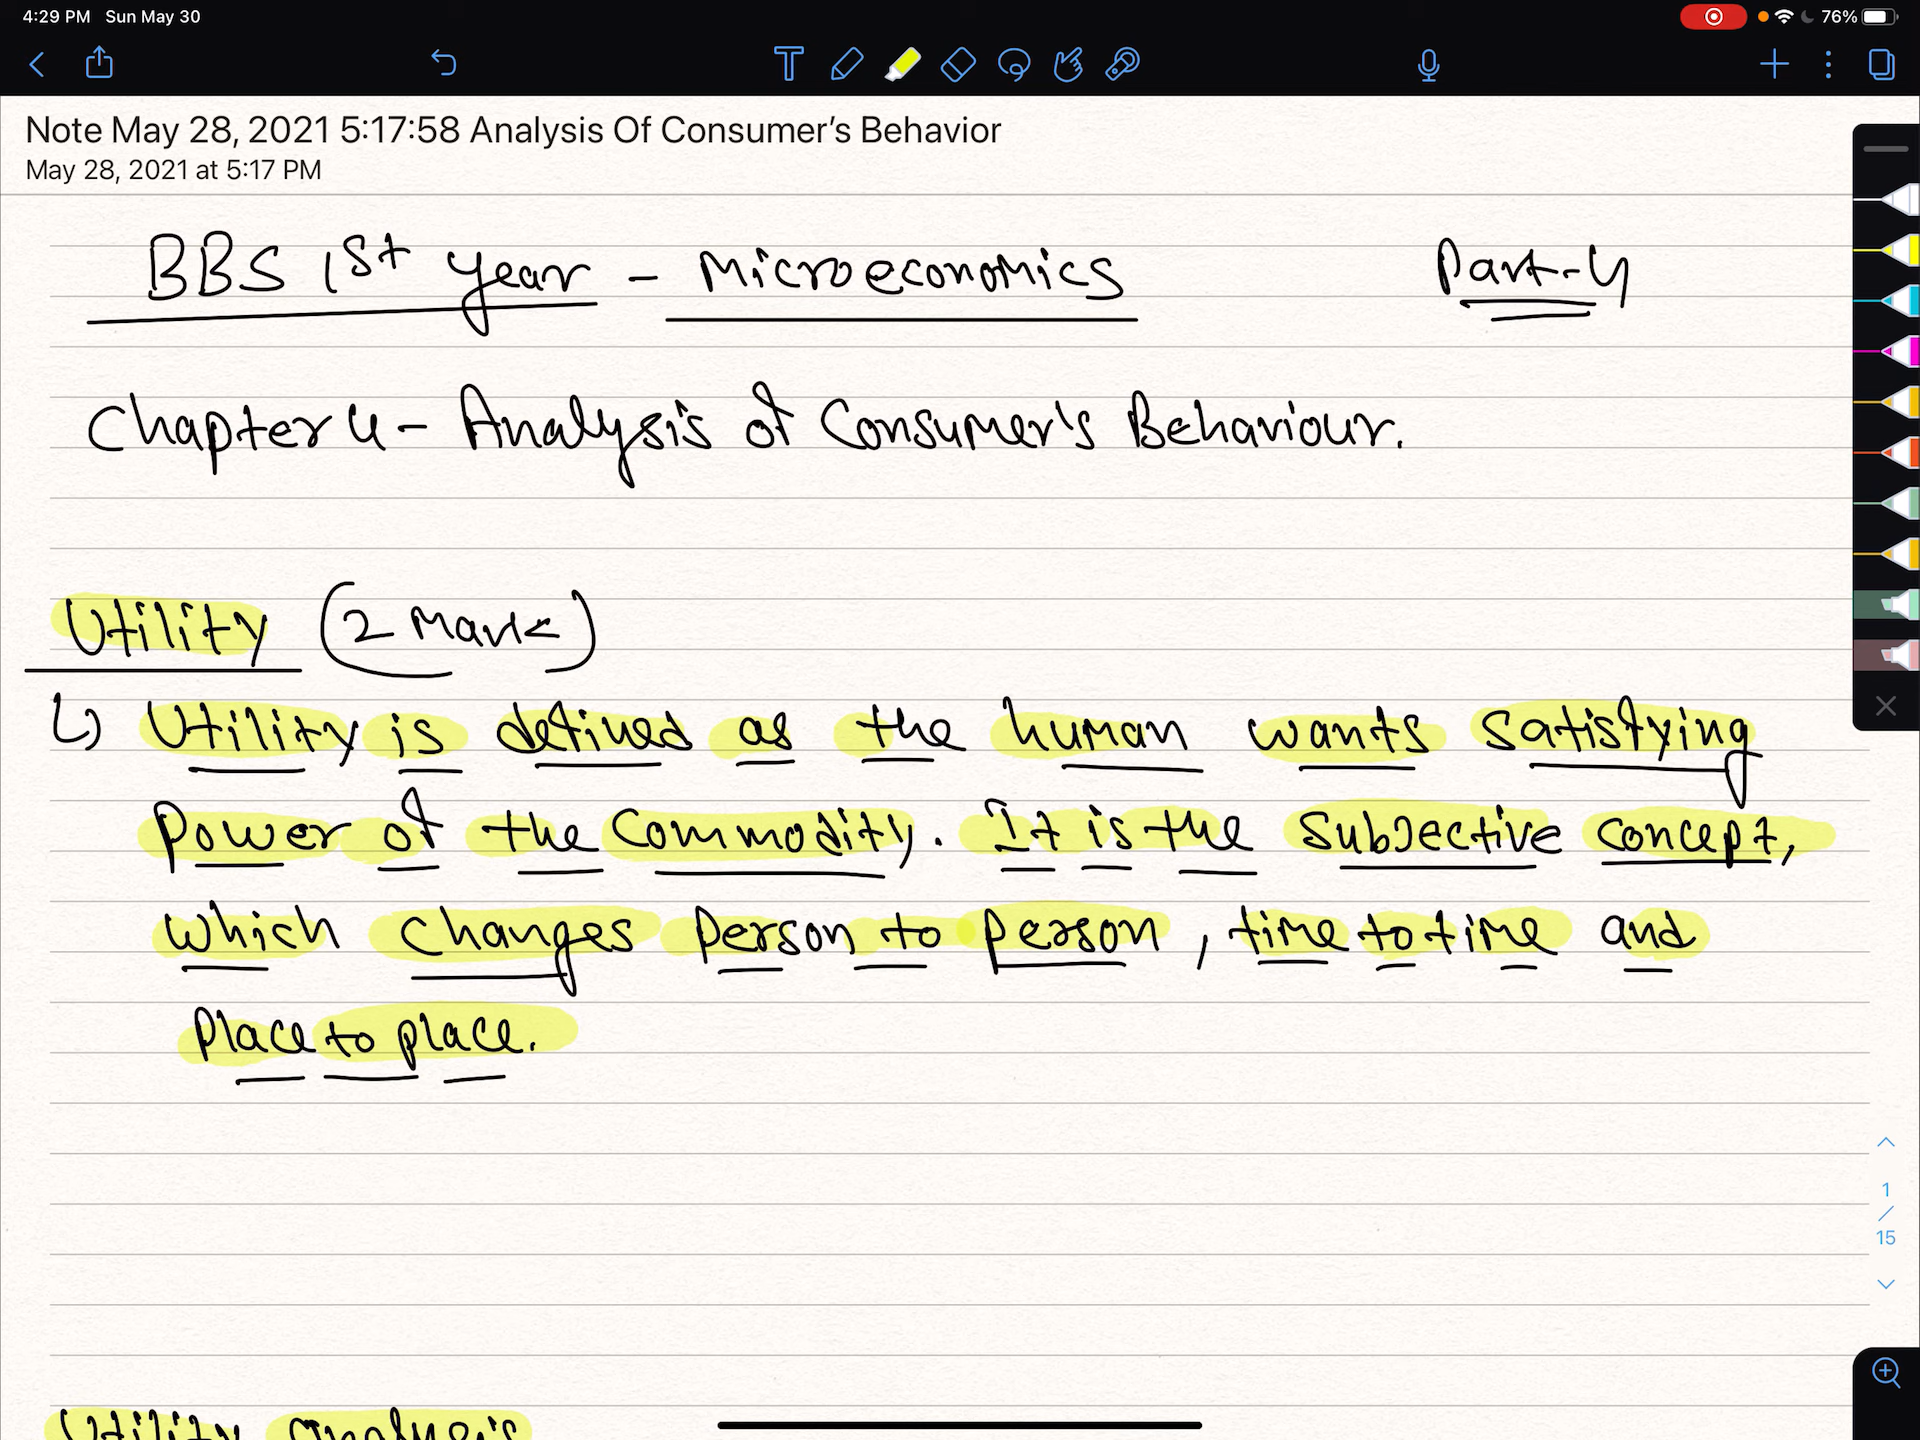 4:29 PM Sun May 30
76%
Note May 28, 2021 5:17:58 Analysis Of Consumer’s Behavior
May 28, 2021 at 5:17 PM
BBS 1st year - Microeconomics Part-4
Chapter 4 - Analysis of Consumer's Behaviour.
Utility (2 Mark)
↳ Utility is defined as the human wants satisfying
Power of the Commodity. It is the Subjective concept,
which changes person to person, time to time and
Place to place.
1
/
15
Utility analysis